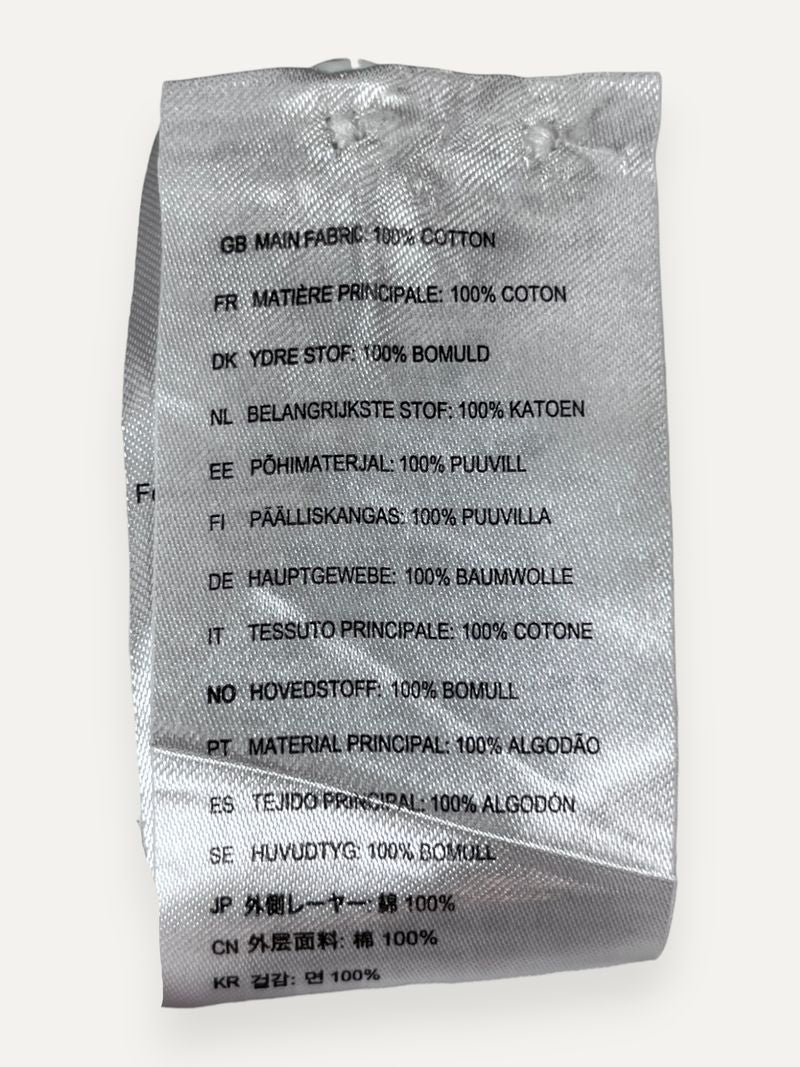 GB MAIN FABRIC: 100% COTTON
FR MATIÈRE PRINCIPALE: 100% COTON
DK YDRE STOF: 100% BOMULD
NL BELANGRIJKSTE STOF: 100% KATOEN
EE PÕHIMATERJAL: 100% PUUVILL
FI PÄÄLLISKANGAS: 100% PUUVILLA
DE HAUPTGEWEBE: 100% BAUMWOLLE
IT TESSUTO PRINCIPALE: 100% COTONE
NO HOVEDSTOFF: 100% BOMULL
PT MATERIAL PRINCIPAL: 100% ALGODÃO
ES TEJIDO PRINCIPAL: 100% ALGODÓN
SE HUVUDTYG: 100% BOMULL
JP 外側レーヤー: 綿 100%
CN 外层面料: 棉 100%
KR 겉감: 면 100%